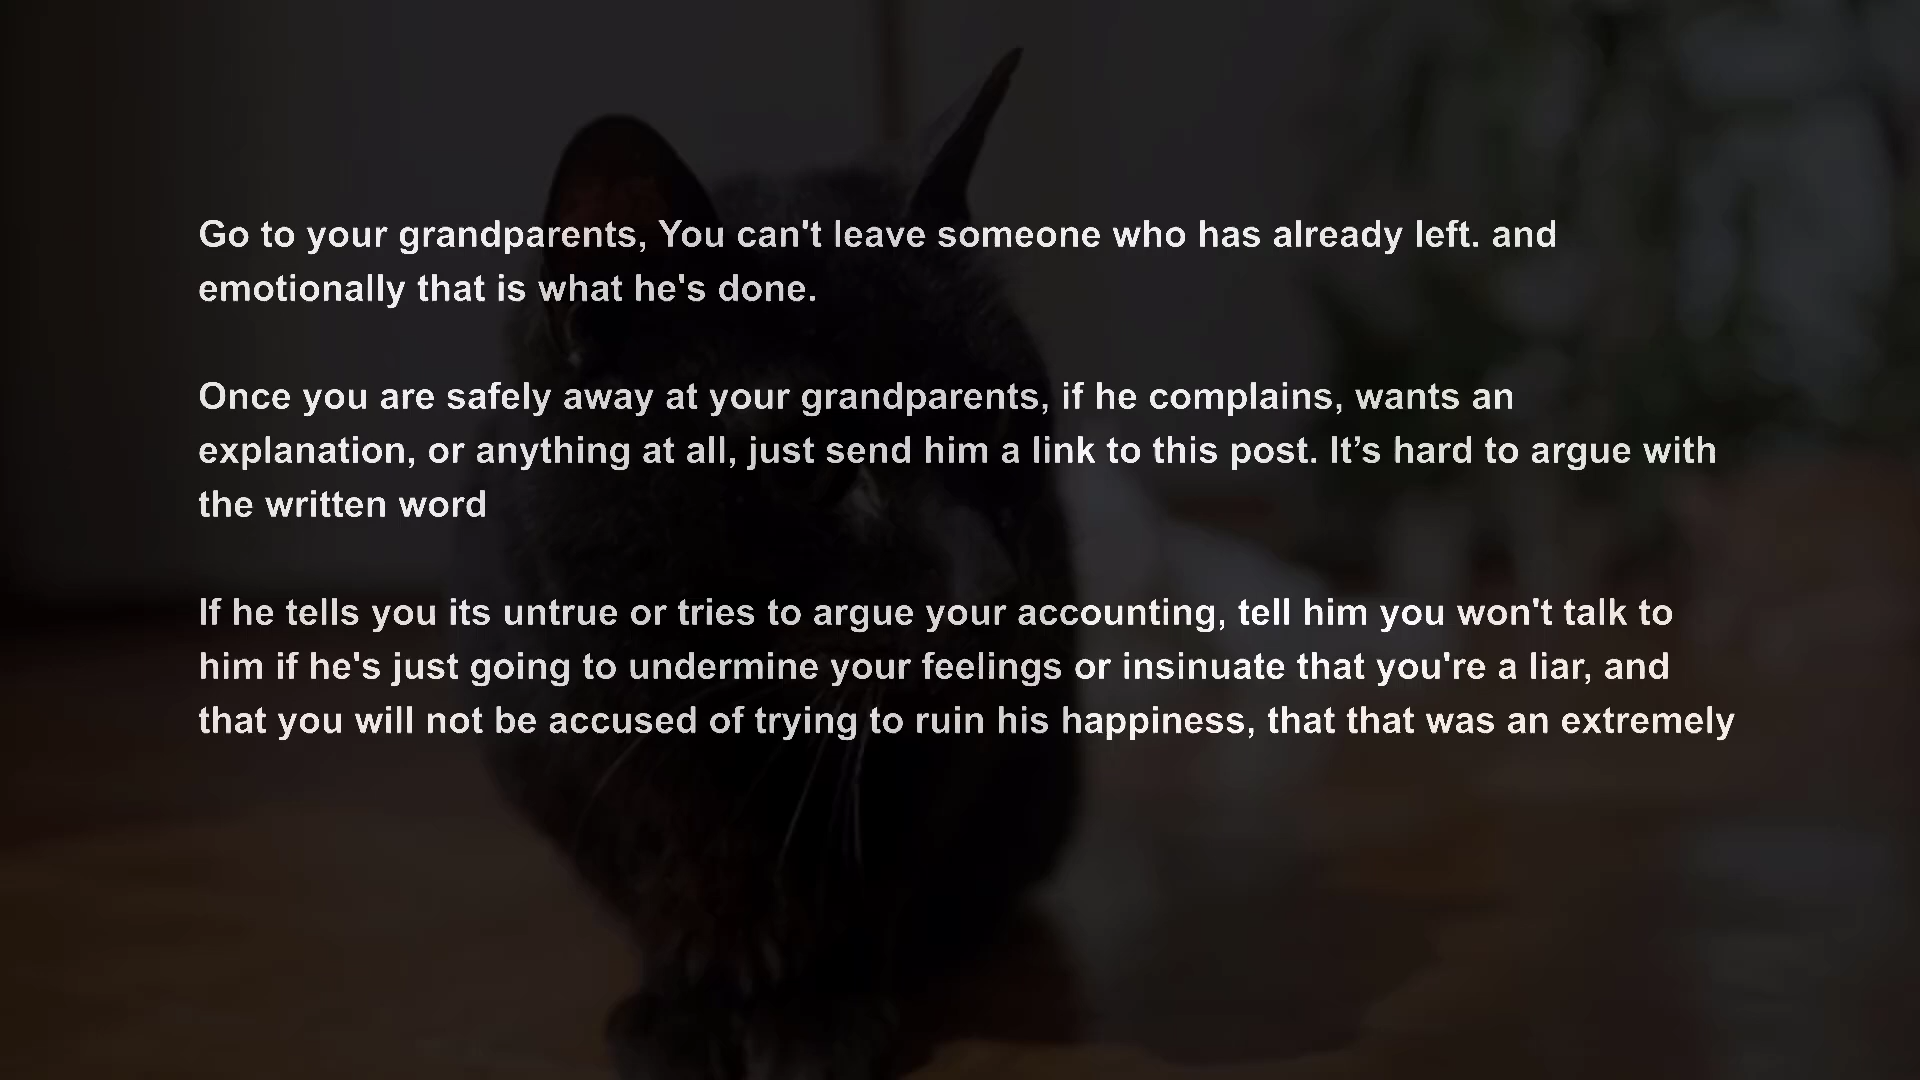 Go to your grandparents, You can't leave someone who has already left. and
emotionally that is what he's done.
Once you are safely away at your grandparents, if he complains, wants an
explanation, or anything at all, just send him a link to this post. It’s hard to argue with
the written word
If he tells you its untrue or tries to argue your accounting, tell him you won't talk to
him if he's just going to undermine your feelings or insinuate that you're a liar, and
that you will not be accused of trying to ruin his happiness, that that was an extremely